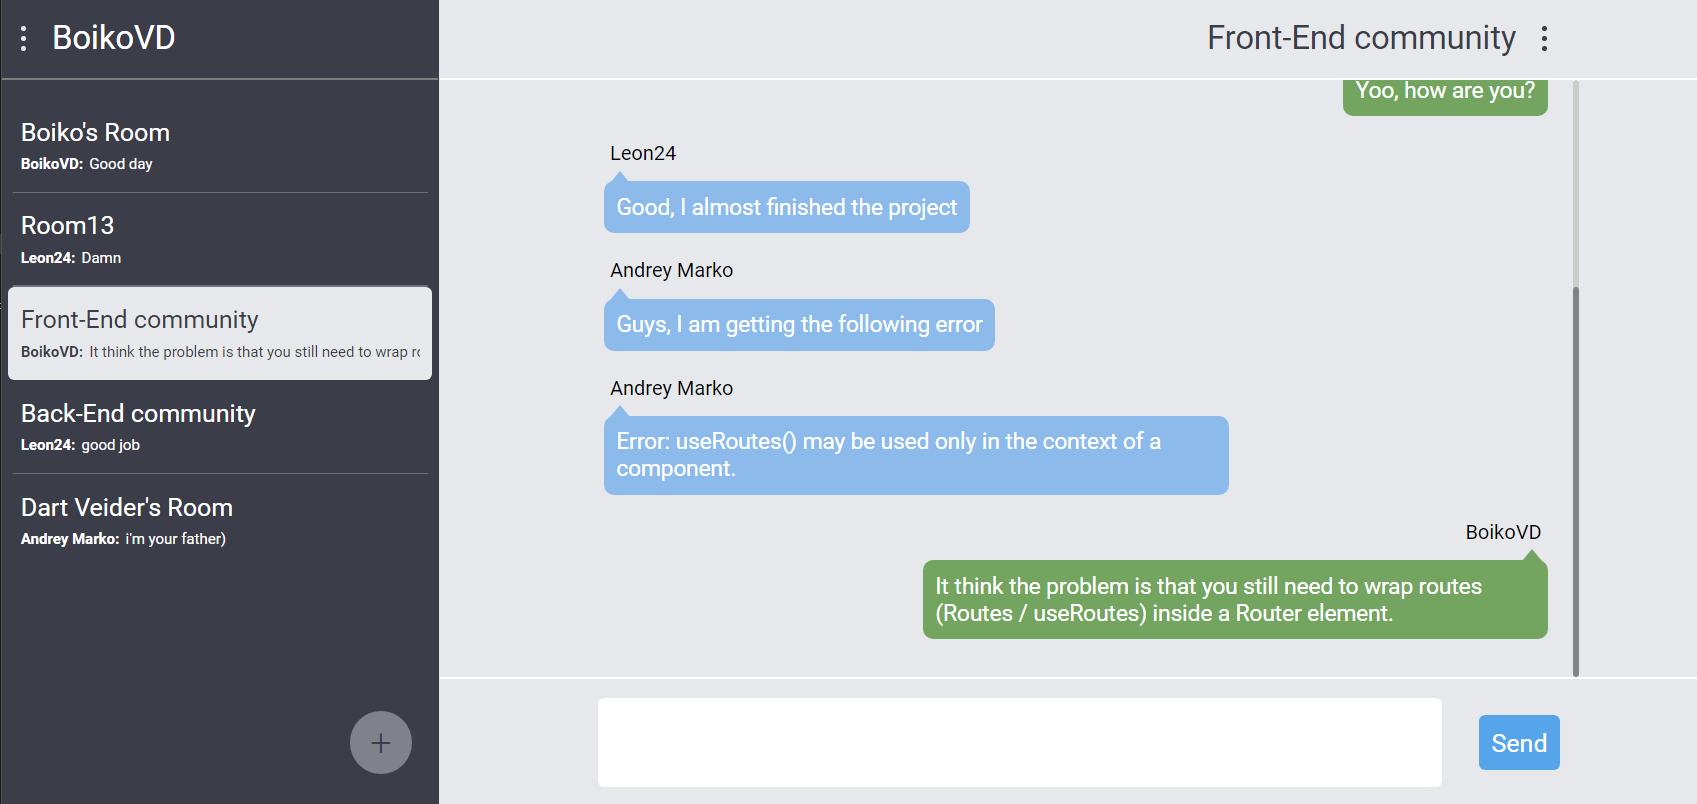 BoikoVD
Boiko's Room
BoikoVD: Good day
Room13
Leon24: Damn
Front-End community
BoikoVD: It think the problem is that you still need to wrap
Back-End community
Leon24: good job
Dart Veider's Room
Andrey Marko: i'm your father)
+
Front-End community
Yoo, how are you?
Leon24
Good, I almost finished the project
Andrey Marko
Guys, I am getting the following error
Andrey Marko
Error: useRoutes() may be used only in the context of a
component.
BoikoVD
It think the problem is that you still need to wrap routes
(Routes / useRoutes) inside a Router element.
Send